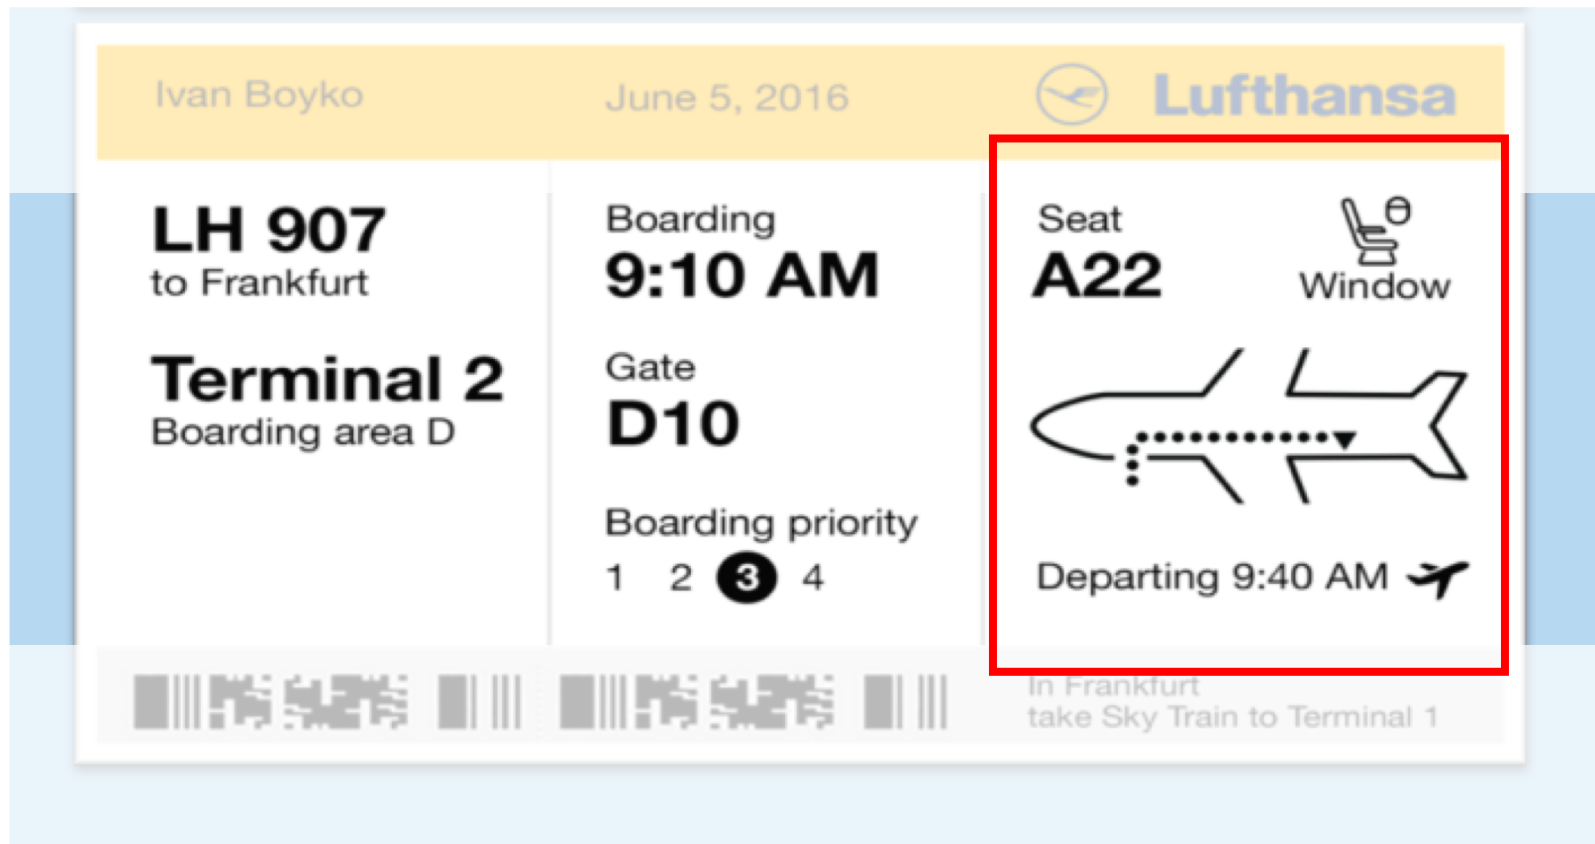 Ivan Boyko
June 5, 2016
Lufthansa
LH 907
to Frankfurt
Terminal 2
Boarding area D
Boarding
9:10 AM
Gate
D10
Boarding priority
1 2 3 4
Seat
A22
Window
Departing 9:40 AM
In Frankfurt
take Sky Train to Terminal 1